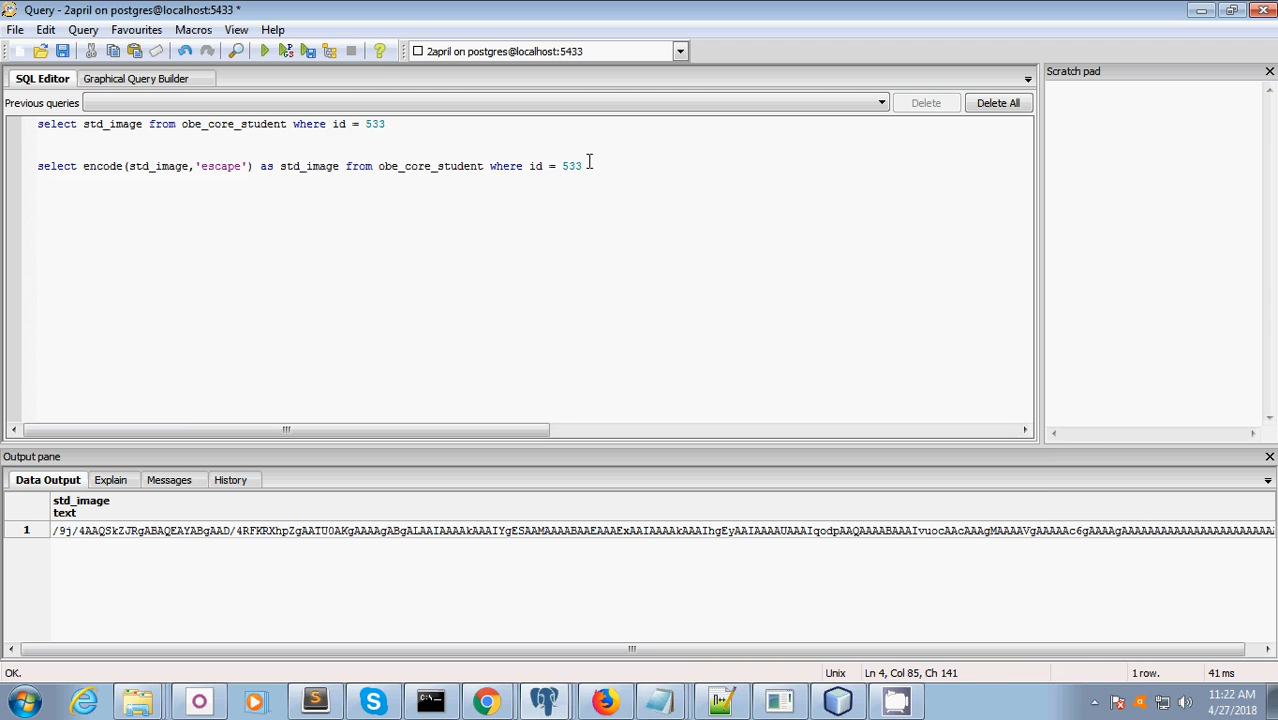 Query - 2april on postgres@localhost:5433 *
File Edit Query Favourites Macros View Help
2april on postgres@localhost:5433
SQL Editor Graphical Query Builder
Scratch pad
Previous queries Delete Delete All
select std_image from obe_core_student where id = 533
select encode(std_image,'escape') as std_image from obe_core_student where id = 533
Output pane
Data Output Explain Messages History
std_image
text
1 /9j/4AAQSkZJRgABAQEAYABgAAD/4RFKRXhpZgAATU0AKgAAAAgABgALAAIAAAAkAAAIYgESAAMAAAABAAEAAAExAAIAAAAkAAAIhgEyAAIAAAAUAAAIqodpAAQAAAABAAAIvuocAAcAAAgMAAAAVgAAAAAc6gAAAAgAAAAAAAAAAAAAAAAAAAAAAAAA
OK. Unix Ln 4, Col 85, Ch 141 1 row. 41 ms
11:22 AM
4/27/2018